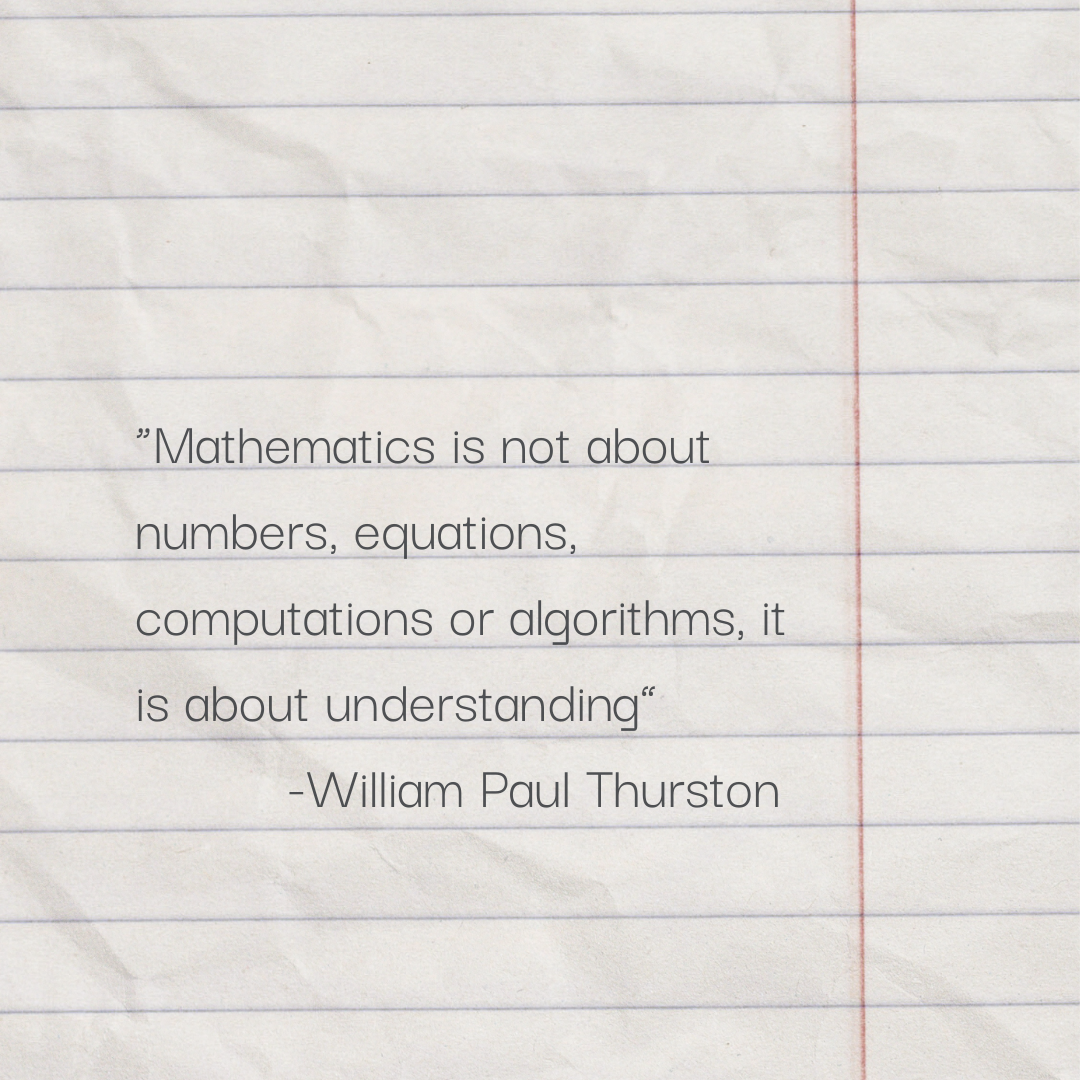 ”Mathematics is not about
numbers, equations,
computations or algorithms, it
is about understanding“
-William Paul Thurston